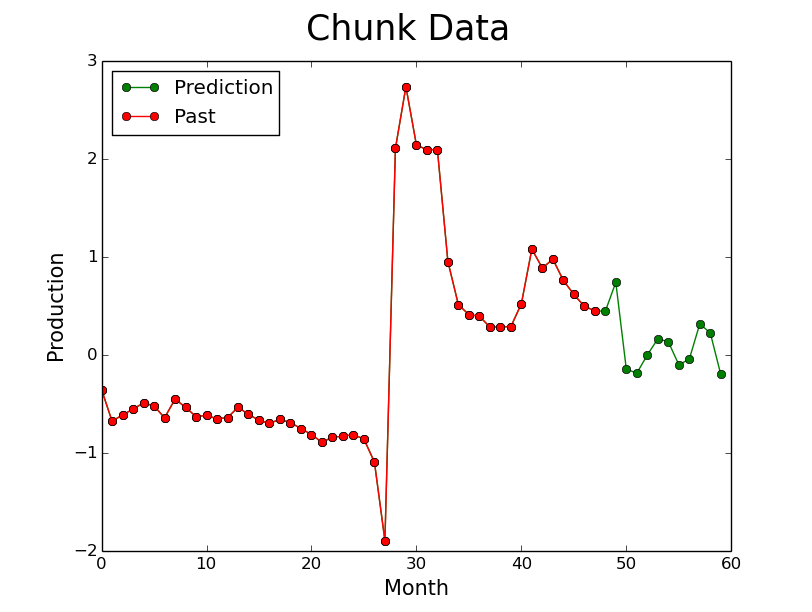 Chunk Data
Prediction
Past
3
2
1
0
−1
−2
Production
0 10 20 30 40 50 60
Month